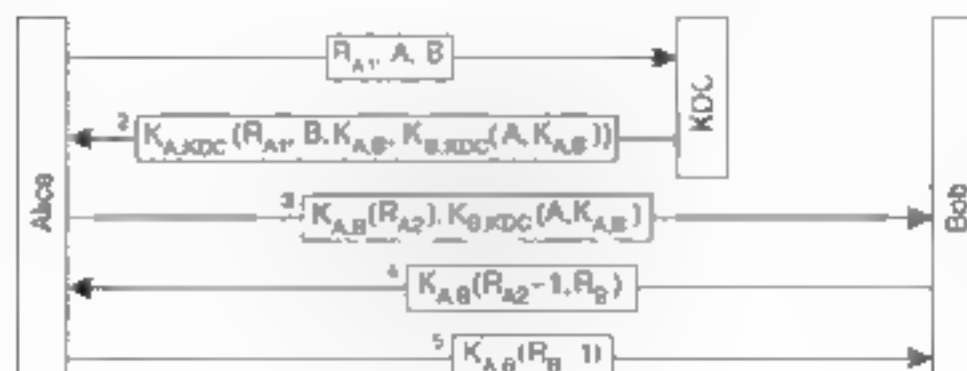 R_A1, A, B
KDC
2 K_A,KDC(R_A1, B, K_A,B, K_B,KDC(A, K_A,B))
Alice
3 K_A,B(R_A2), K_B,KDC(A, K_A,B)
Bob
4 K_A,B(R_A2-1, R_B)
5 K_A,B(R_B 1)